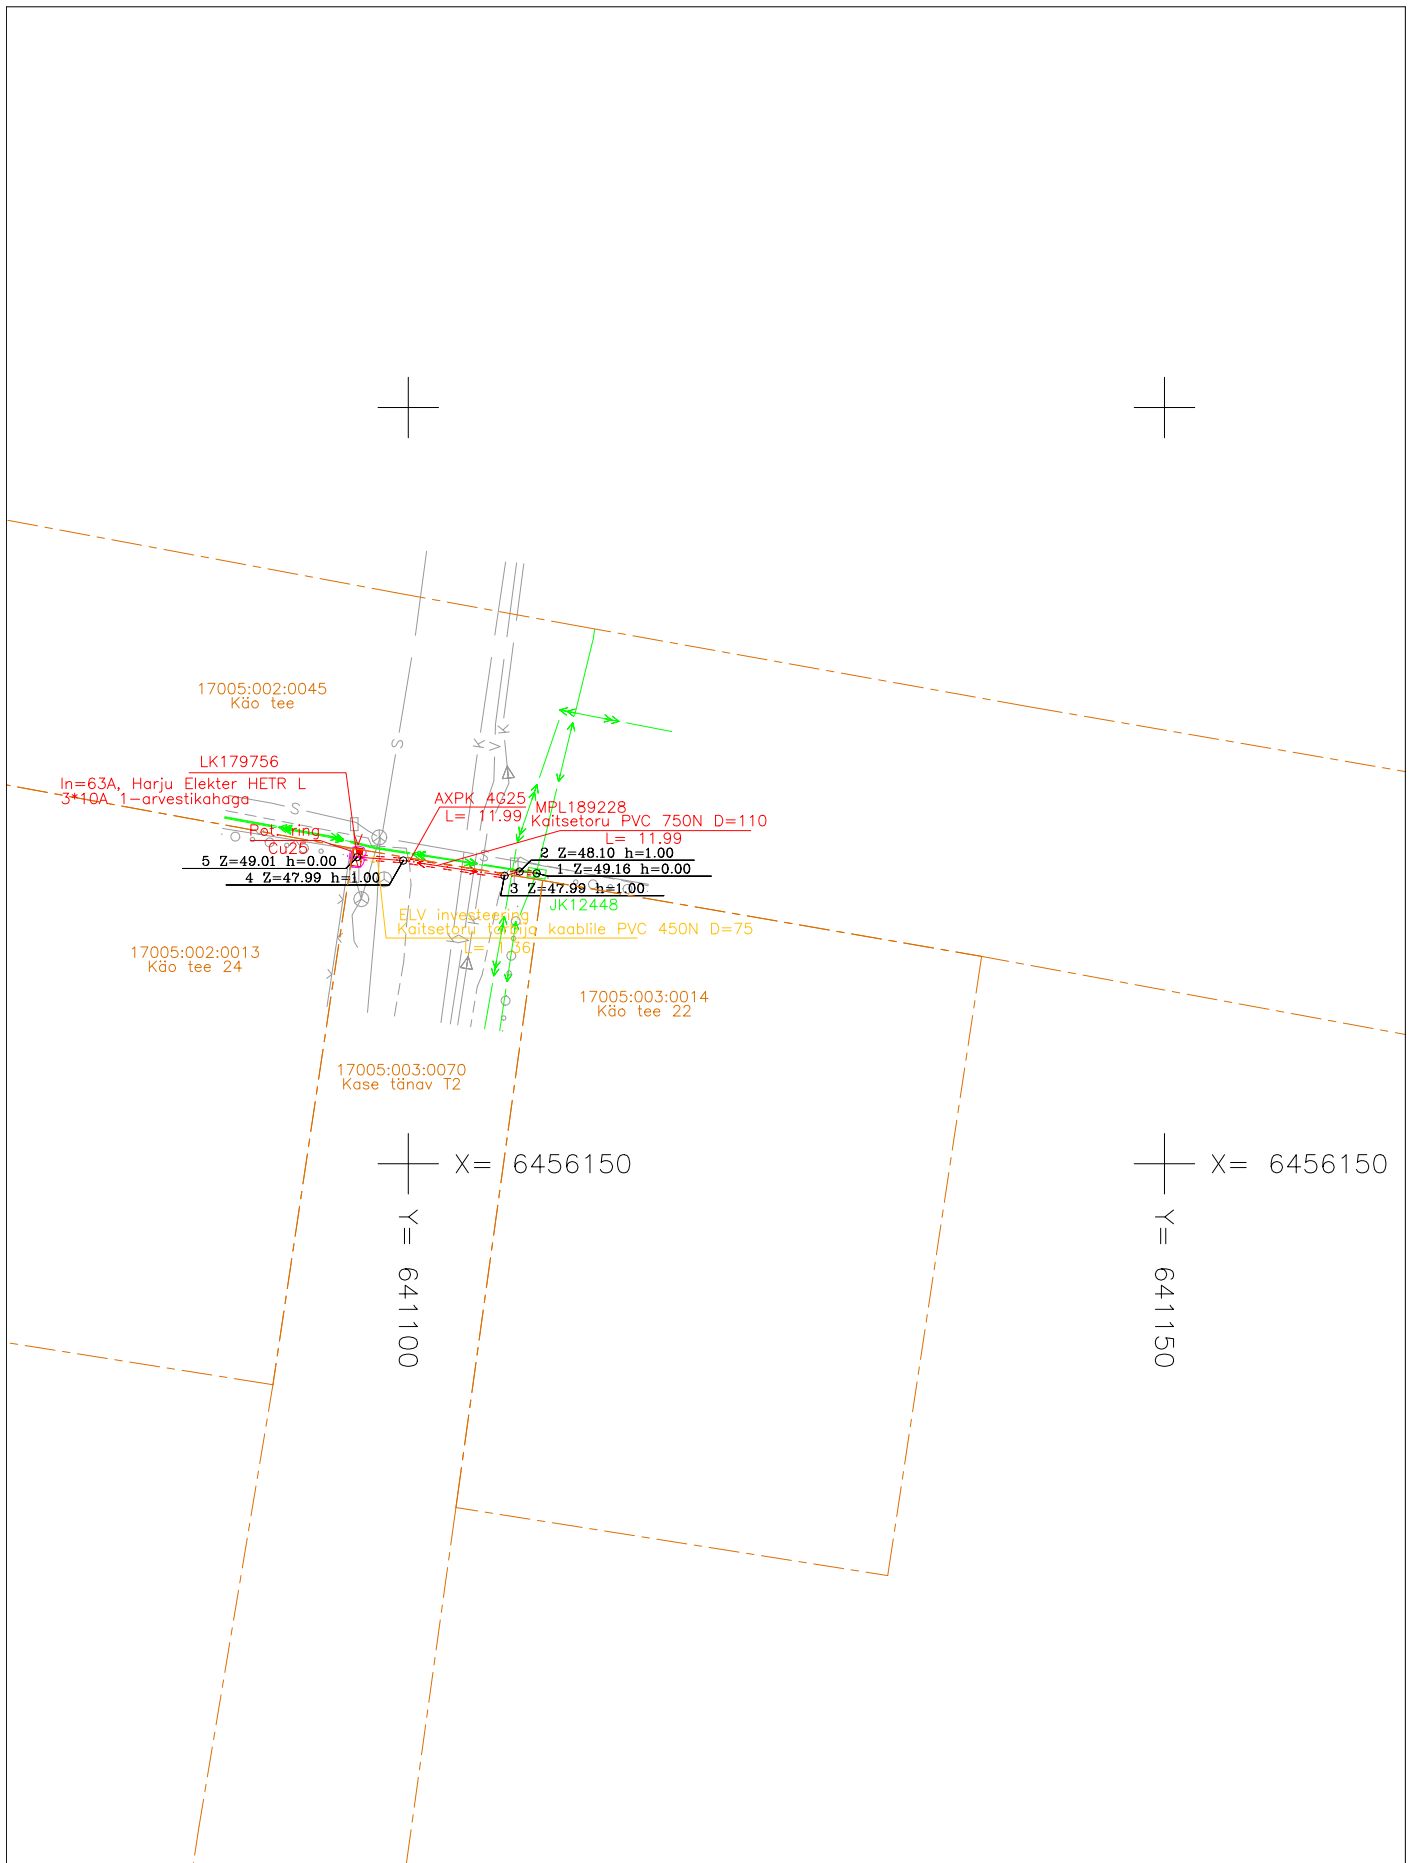 17005:002:0045
Käo tee
LK179756
In=63A, Harju Elekter HETR L
3*10A 1-arvestikahaga
Pot. ring
Cu25
AXPK 4G25
L= 11.99
MPL189228
Kaitsetoru PVC 750N D=110
L= 11.99
2 Z=48.10 h=1.00
1 Z=49.16 h=0.00
3 Z=47.99 h=1.00
5 Z=49.01 h=0.00
4 Z=47.99 h=1.00
JK12448
ELV investeering
Kaitsetoru tarbija kaablile PVC 450N D=75
S
K
V
K
S
17005:002:0013
Käo tee 24
17005:003:0014
Käo tee 22
17005:003:0070
Kase tänav T2
X= 6456150
X= 6456150
Y= 641100
Y= 641150